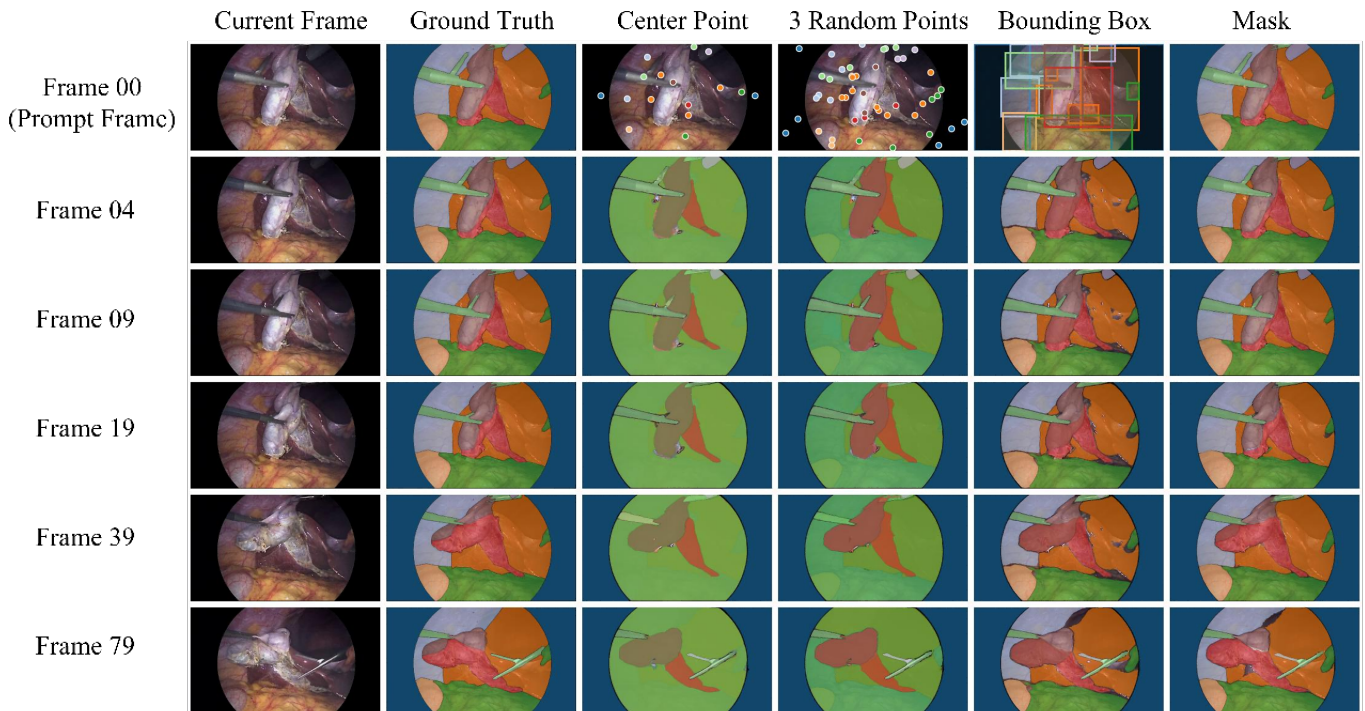 Current Frame Ground Truth Center Point 3 Random Points Bounding Box Mask
Frame 00
(Prompt Frame)
Frame 04
Frame 09
Frame 19
Frame 39
Frame 79